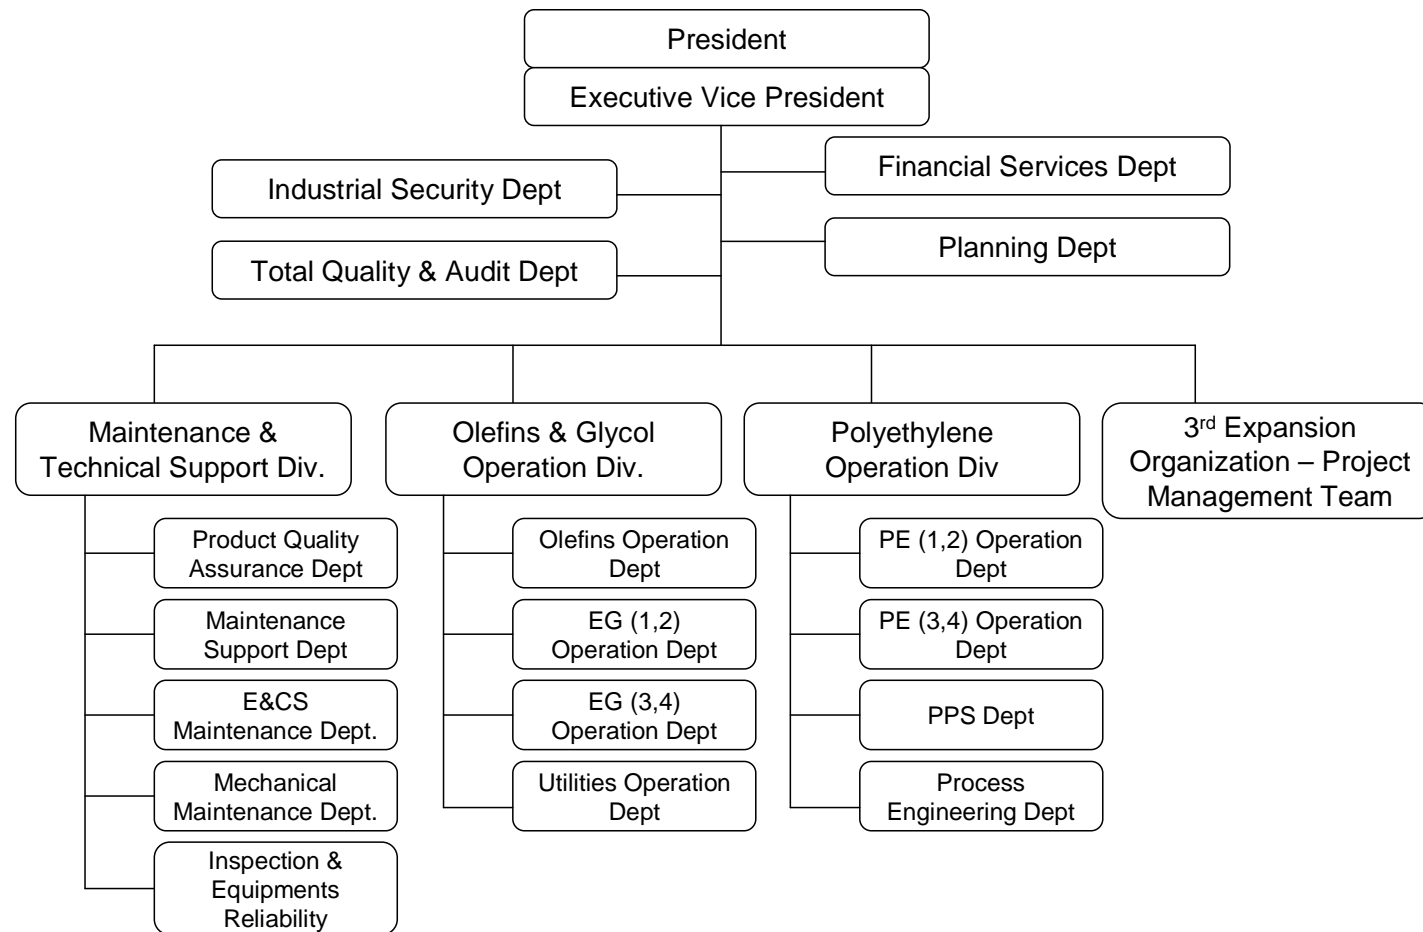 President
Executive Vice President
Industrial Security Dept
Financial Services Dept
Total Quality & Audit Dept
Planning Dept
Maintenance &
Technical Support Div.
Olefins & Glycol
Operation Div.
Polyethylene
Operation Div
3rd Expansion
Organization – Project
Management Team
Product Quality
Assurance Dept
Maintenance
Support Dept
E&CS
Maintenance Dept.
Mechanical
Maintenance Dept.
Inspection &
Equipments
Reliability
Olefins Operation
Dept
EG (1,2)
Operation Dept
EG (3,4)
Operation Dept
Utilities Operation
Dept
PE (1,2) Operation
Dept
PE (3,4) Operation
Dept
PPS Dept
Process
Engineering Dept